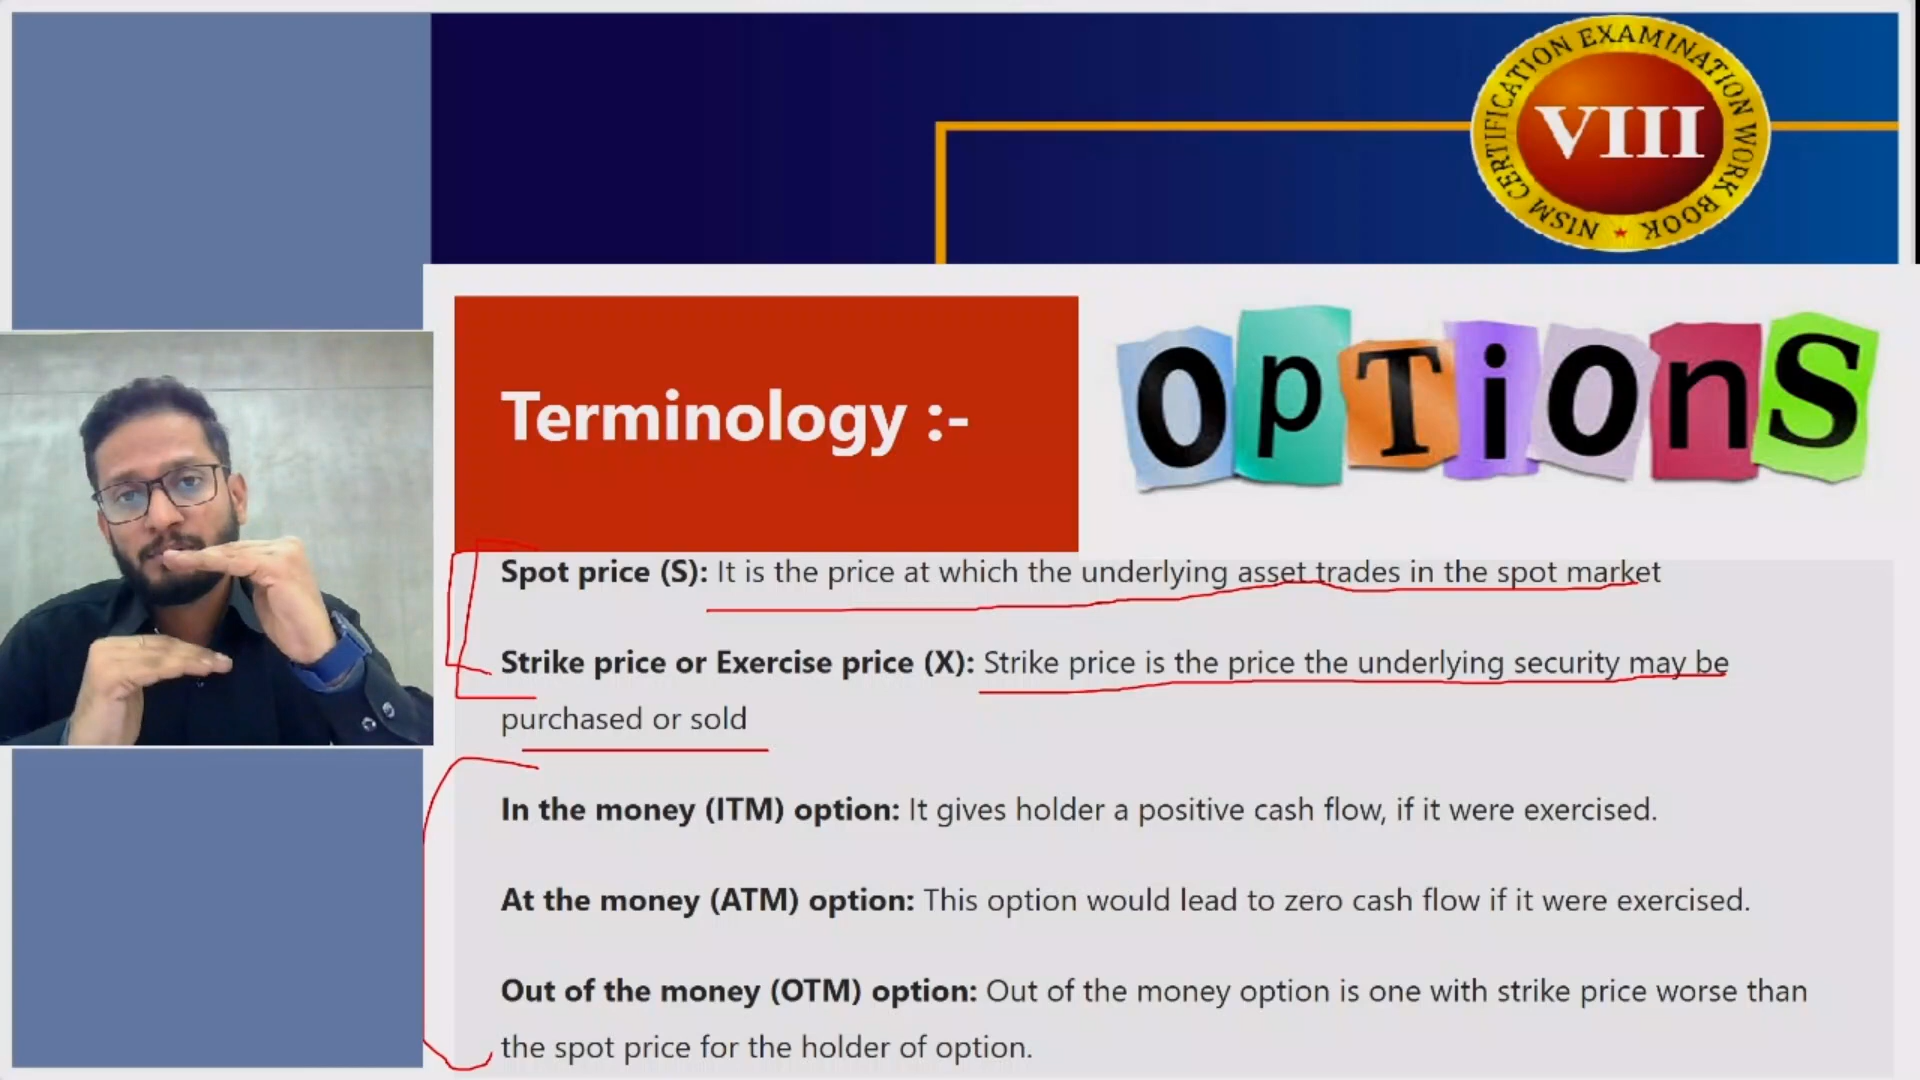 NISM CERTIFICATION EXAMINATION WORK BOOK
VIII
Terminology :-
OpTiOnS
Spot price (S): It is the price at which the underlying asset trades in the spot market
Strike price or Exercise price (X): Strike price is the price the underlying security may be
purchased or sold
In the money (ITM) option: It gives holder a positive cash flow, if it were exercised.
At the money (ATM) option: This option would lead to zero cash flow if it were exercised.
Out of the money (OTM) option: Out of the money option is one with strike price worse than
the spot price for the holder of option.